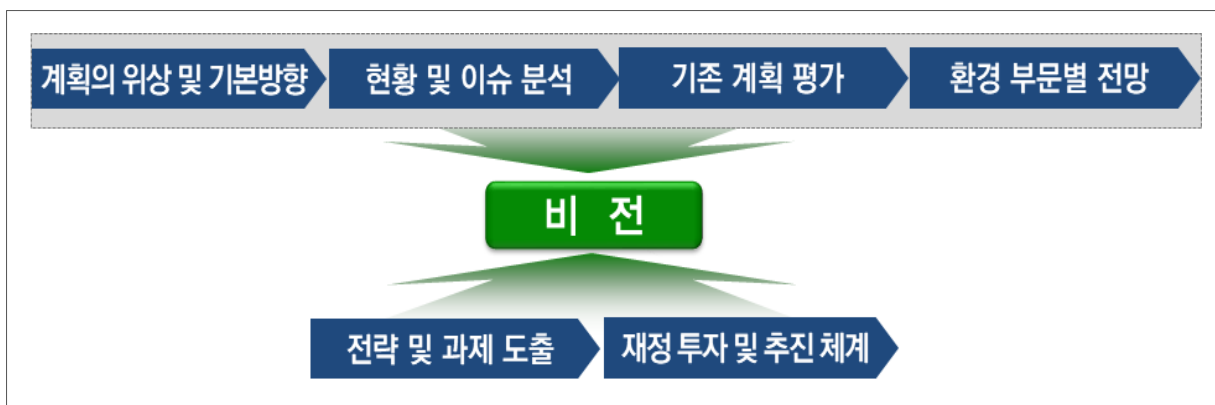 계획의 위상 및 기본방향
현황 및 이슈 분석
기존 계획 평가
환경 부문별 전망
비 전
전략 및 과제 도출
재정 투자 및 추진 체계